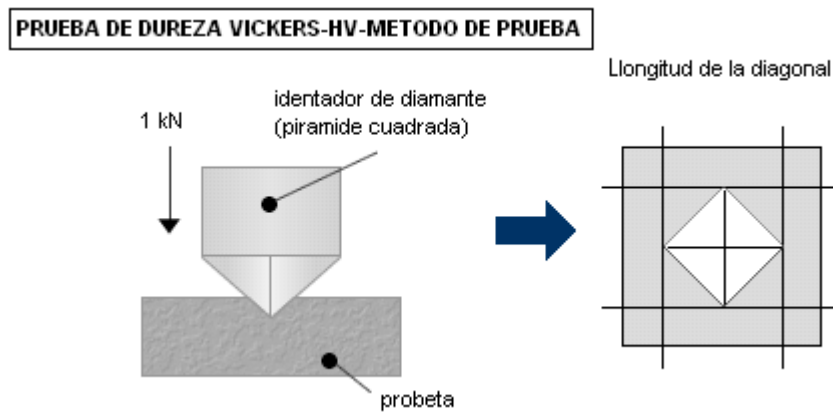 PRUEBA DE DUREZA VICKERS-HV-METODO DE PRUEBA
Llongitud de la diagonal
identador de diamante
(piramide cuadrada)
1 kN
probeta